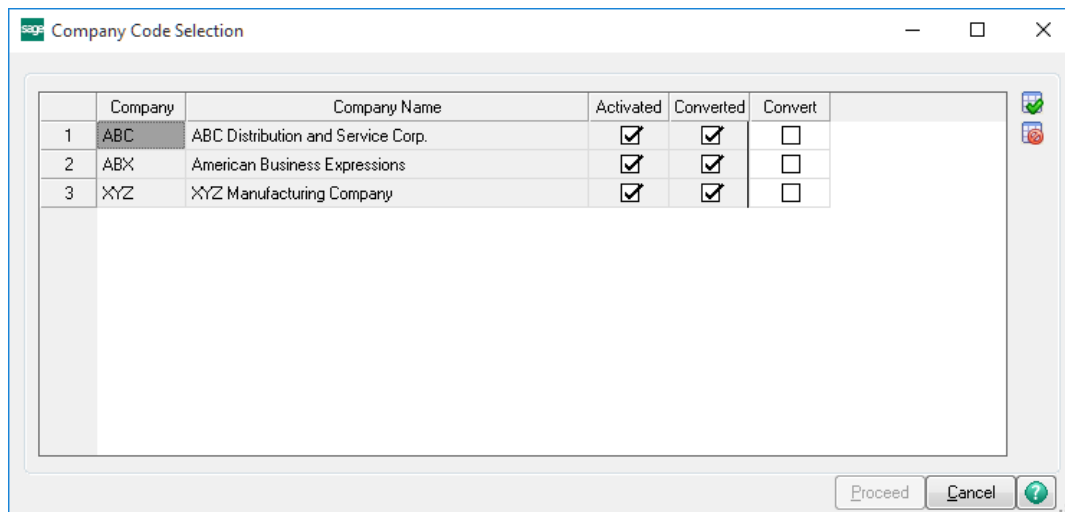 sage Company Code Selection
Company Company Name Activated Converted Convert
1 ABC ABC Distribution and Service Corp.
2 ABX American Business Expressions
3 XYZ XYZ Manufacturing Company
Proceed Cancel ?